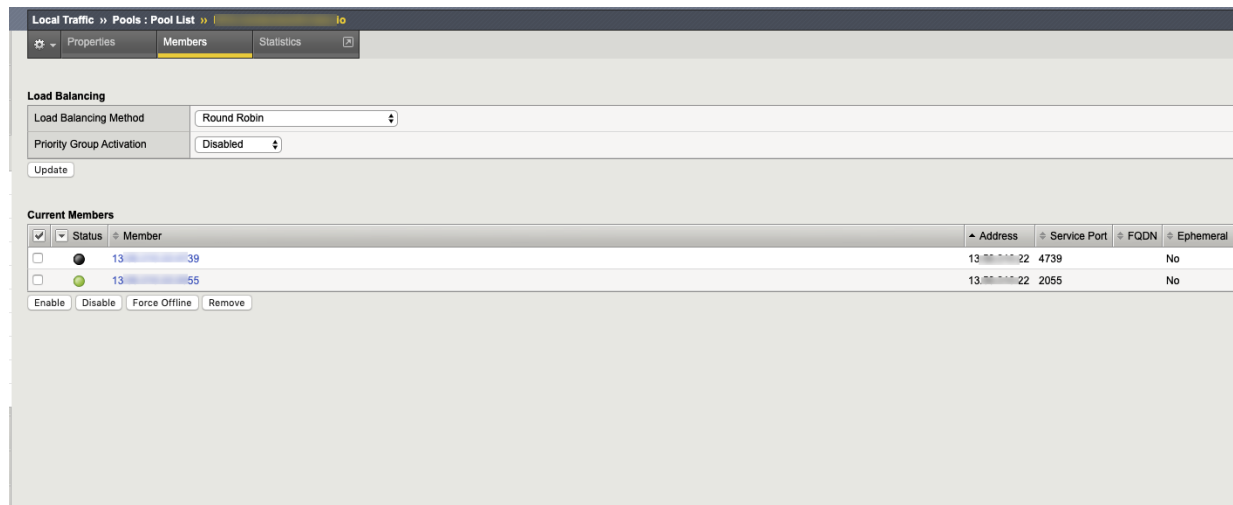 Local Traffic ›› Pools : Pool List ›› io
Properties Members Statistics
Load Balancing
Load Balancing Method Round Robin
Priority Group Activation Disabled
Update
Current Members
Status Member Address Service Port FQDN Ephemeral
13 39 13 22 4739 No
13 55 13. 22 2055 No
Enable Disable Force Offline Remove